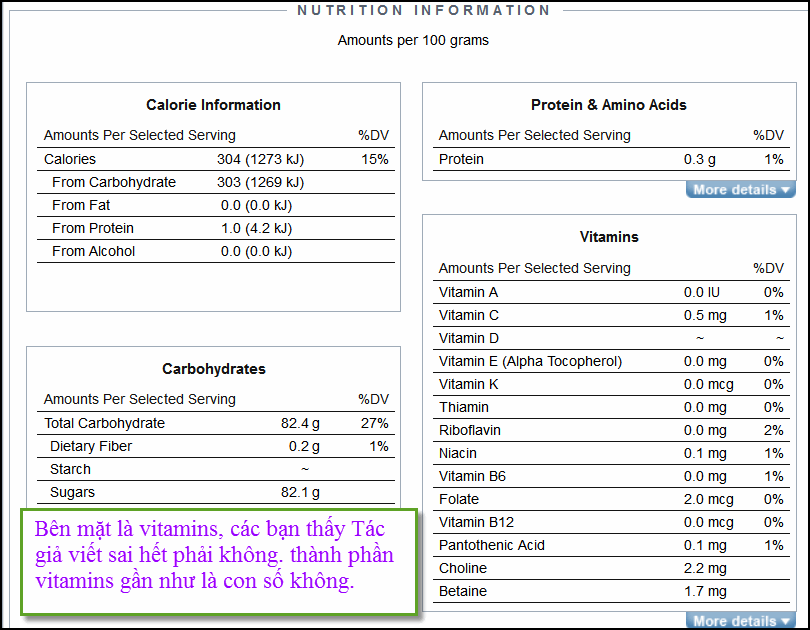 NUTRITION INFORMATION
Amounts per 100 grams
Calorie Information
Amounts Per Selected Serving %DV
Calories 304 (1273 kJ) 15%
From Carbohydrate 303 (1269 kJ)
From Fat 0.0 (0.0 kJ)
From Protein 1.0 (4.2 kJ)
From Alcohol 0.0 (0.0 kJ)
Carbohydrates
Amounts Per Selected Serving %DV
Total Carbohydrate 82.4 g 27%
Dietary Fiber 0.2 g 1%
Starch ~
Sugars 82.1 g
Bên mặt là vitamins, các bạn thấy Tác
giả viết sai hết phải không. thành phần
vitamins gần như là con số không.
Protein & Amino Acids
Amounts Per Selected Serving %DV
Protein 0.3 g 1%
More details ▼
Vitamins
Amounts Per Selected Serving %DV
Vitamin A 0.0 IU 0%
Vitamin C 0.5 mg 1%
Vitamin D ~ ~
Vitamin E (Alpha Tocopherol) 0.0 mg 0%
Vitamin K 0.0 mcg 0%
Thiamin 0.0 mg 0%
Riboflavin 0.0 mg 2%
Niacin 0.1 mg 1%
Vitamin B6 0.0 mg 1%
Folate 2.0 mcg 0%
Vitamin B12 0.0 mcg 0%
Pantothenic Acid 0.1 mg 1%
Choline 2.2 mg
Betaine 1.7 mg
More details ▼